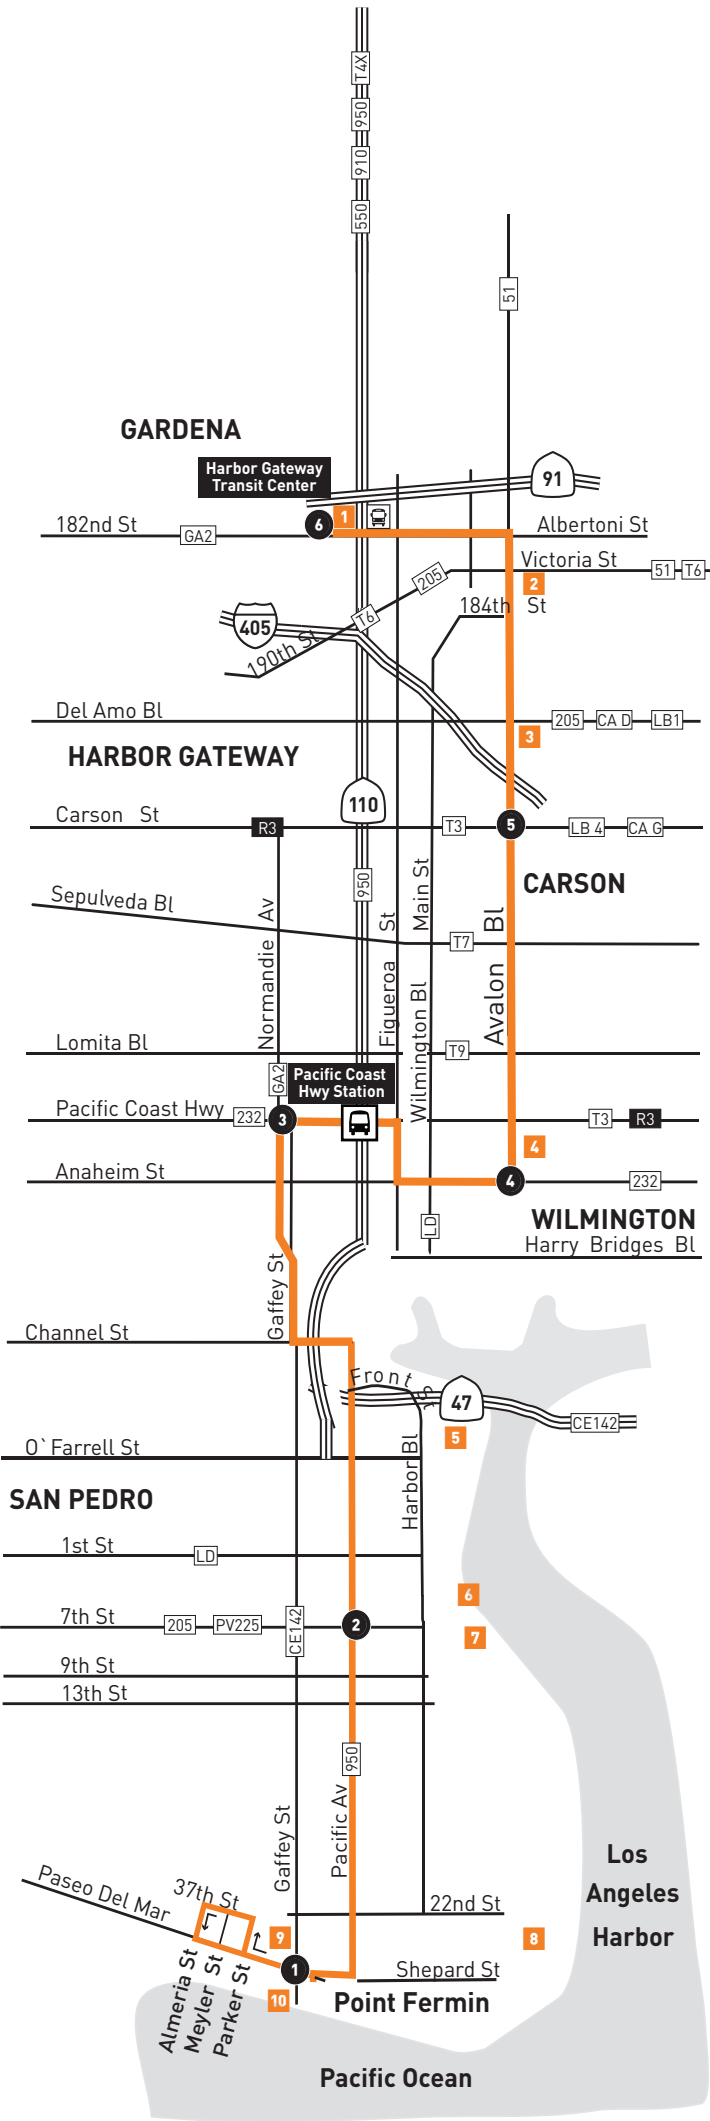 T4X
950
910
550
51
GARDENA
Harbor Gateway
Transit Center
91
6
1
182nd St
GA2
Albertoni St
Victoria St
51
T6
2
205
184th St
T6
405
190th St
Del Amo Bl
205
CA D
LB1
3
HARBOR GATEWAY
110
Carson St
R3
T3
5
LB 4
CA G
CARSON
950
Sepulveda Bl
T7
Normandie Av
Figueroa St
Main St
Wilmington Bl
Avalon Bl
Lomita Bl
T9
GA2
Pacific Coast
Hwy Station
Pacific Coast Hwy
232
3
T3
R3
4
Anaheim St
4
232
WILMINGTON
LD
Harry Bridges Bl
Gaffey St
Channel St
Front St
47
CE142
5
O`Farrell St
Harbor Bl
SAN PEDRO
1st St
LD
6
7th St
205
PV225
CE142
2
7
9th St
13th St
950
Gaffey St
Pacific Av
Los
Angeles
Harbor
Paseo Del Mar
37th St
22nd St
9
8
1
Shepard St
Almeria St
Meyler St
Parker St
10
Point Fermin
Pacific Ocean